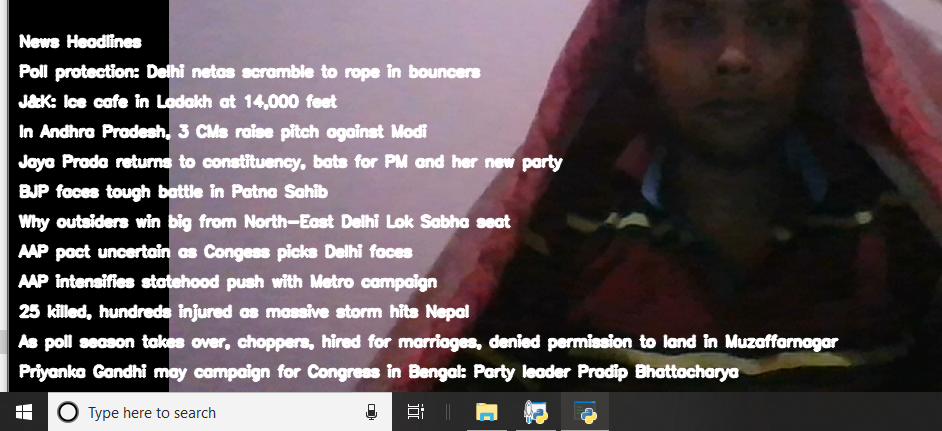 News Headlines
Poll protection: Delhi netas scramble to rope in bouncers
J&K: Ice cafe in Ladakh at 14,000 feet
In Andhra Pradesh, 3 CMs raise pitch against Modi
Jaya Prada returns to constituency, bats for PM and her new party
BJP faces tough battle in Patna Sahib
Why outsiders win big from North-East Delhi Lok Sabha seat
AAP pact uncertain as Congess picks Delhi faces
AAP intensifies statehood push with Metro campaign
25 killed, hundreds injured as massive storm hits Nepal
As poll season takes over, choppers, hired for marriages, denied permission to land in Muzaffarnagar
Priyanka Gandhi may campaign for Congress in Bengal: Party leader Pradip Bhattacharya
Type here to search